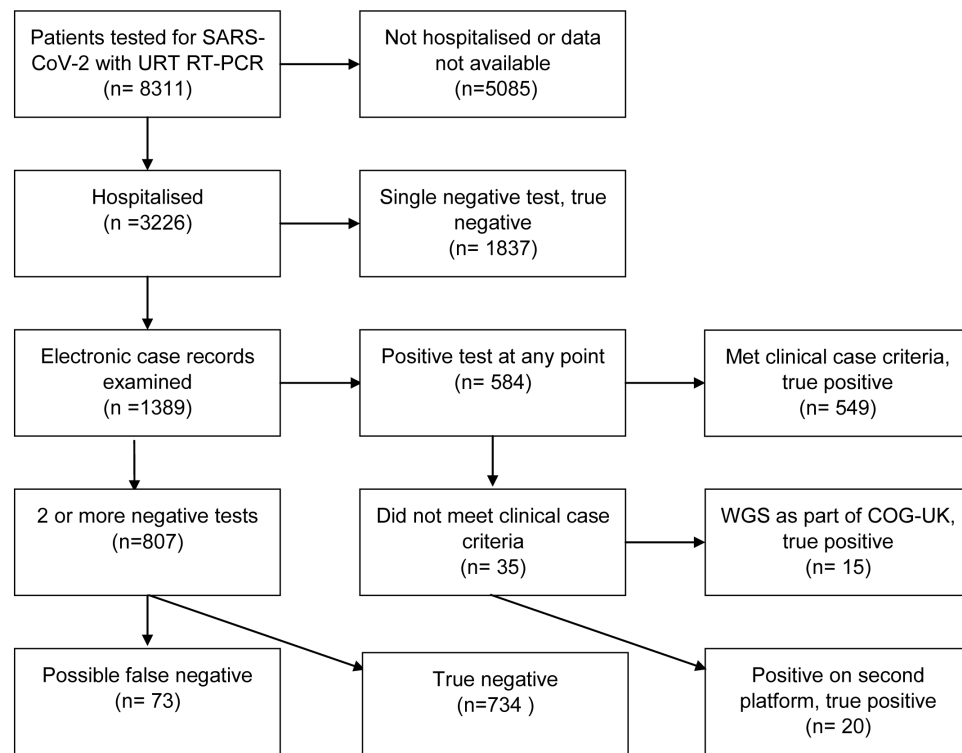 Patients tested for SARS-
CoV-2 with URT RT-PCR
(n= 8311)
Not hospitalised or data
not available
(n=5085)
Hospitalised
(n =3226)
Single negative test, true
negative
(n= 1837)
Electronic case records
examined
(n =1389)
Positive test at any point
(n= 584)
Met clinical case criteria,
true positive
(n= 549)
2 or more negative tests
(n=807)
Did not meet clinical case
criteria
(n= 35)
WGS as part of COG-UK,
true positive
(n= 15)
Possible false negative
(n= 73)
True negative
(n=734 )
Positive on second
platform, true positive
(n= 20)